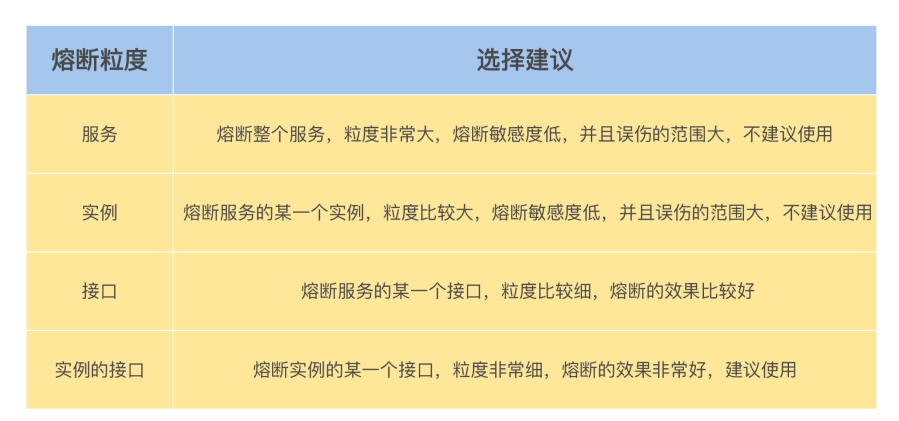 熔断粒度 选择建议
服务 熔断整个服务，粒度非常大，熔断敏感度低，并且误伤的范围大，不建议使用
实例 熔断服务的某一个实例，粒度比较大，熔断敏感度低，并且误伤的范围大，不建议使用
接口 熔断服务的某一个接口，粒度比较细，熔断的效果比较好
实例的接口 熔断实例的某一个接口，粒度非常细，熔断的效果非常好，建议使用